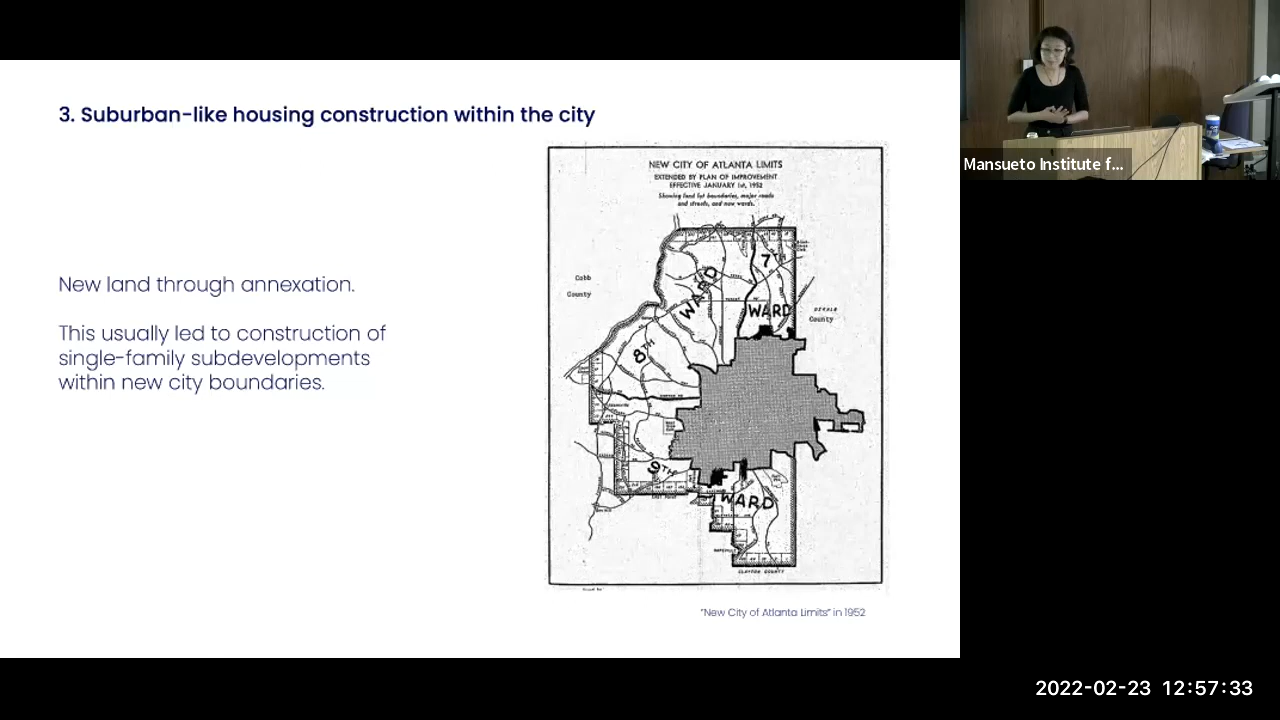 3. Suburban-like housing construction within the city
New land through annexation.
This usually led to construction of
single-family subdevelopments
within new city boundaries.
NEW CITY OF ATLANTA LIMITS
EXTENDED BY PLAN OF IMPROVEMENT
EFFECTIVE JANUARY 1st, 1952
Showing land lot boundaries, major roads
and streets, and new wards.
Cobb
County
7TH
WARD
WARD
DEKALB
County
8TH
9TH
WARD
CLAYTON COUNTY
"New City of Atlanta Limits" in 1952
Mansueto Institute f...
2022-02-23 12:57:33